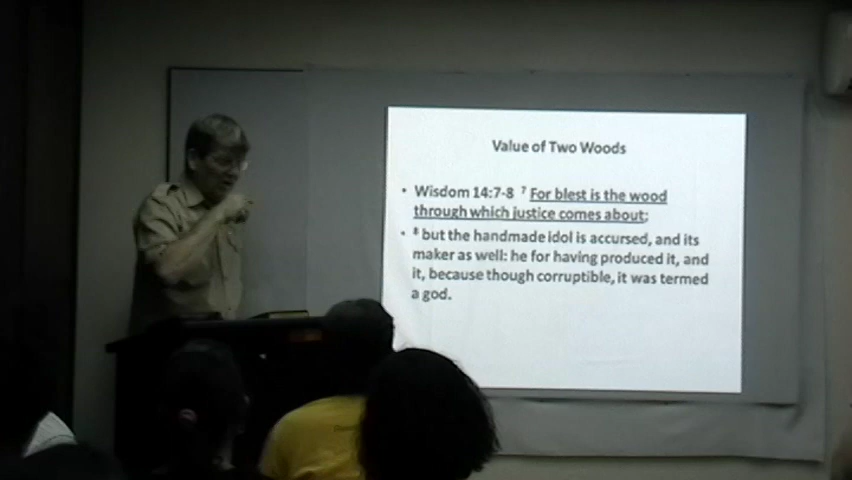 Value of Two Woods
• Wisdom 14:7-8 ⁷ For blest is the wood
through which justice comes about;
• ⁸ but the handmade idol is accursed, and its
maker as well: he for having produced it, and
it, because though corruptible, it was termed
a god.